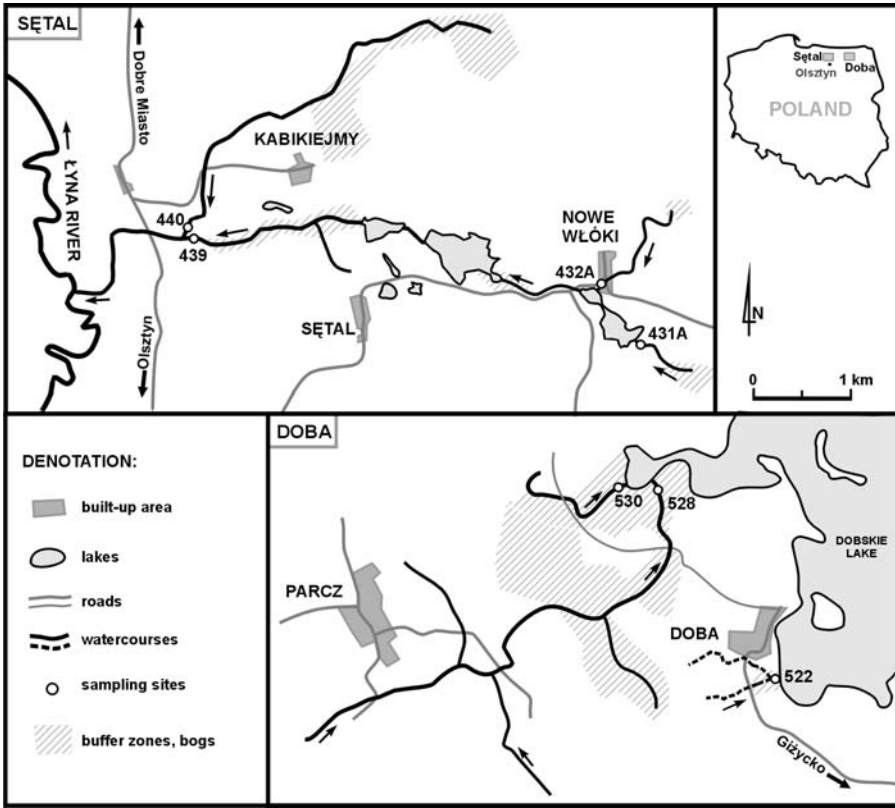 SĘTAL
Dobre Miasto
ŁYNA RIVER
KABIKIEJMY
440
439
NOWE
WŁÓKI
432A
431A
SĘTAL
Olsztyn
Sętal
Olsztyn
Doba
POLAND
N
0 1 km
DENOTATION:
built-up area
lakes
roads
watercourses
sampling sites
buffer zones, bogs
DOBA
530
528
DOBSKIE
LAKE
PARCZ
DOBA
522
Giżycko